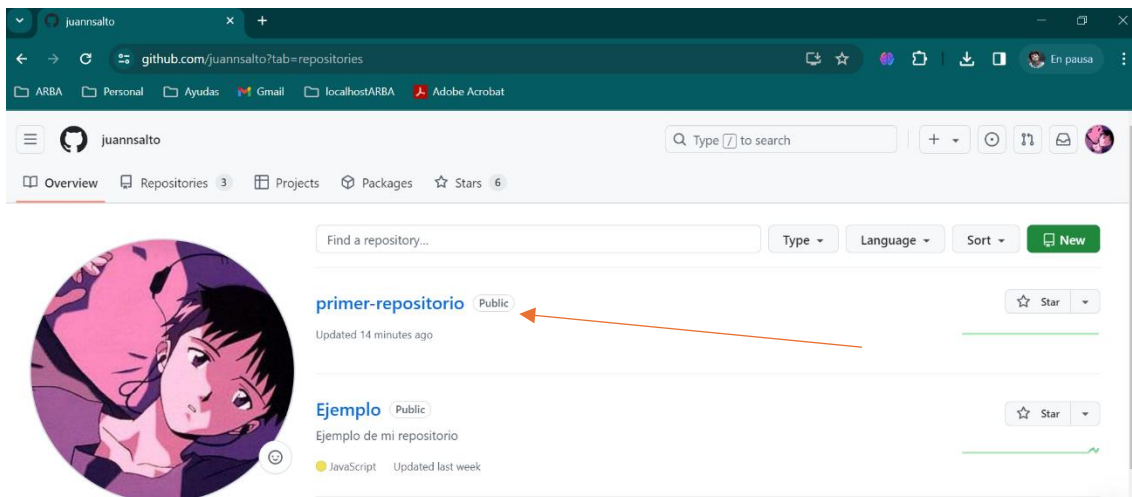 juannsalto
github.com/juannsalto?tab=repositories
En pausa
ARBA Personal Ayudas Gmail localhostARBA Adobe Acrobat
juannsalto
Type / to search
Overview Repositories 3 Projects Packages Stars 6
Find a repository...
Type Language Sort New
primer-repositorio Public
Star
Updated 14 minutes ago
Ejemplo Public
Star
Ejemplo de mi repositorio
JavaScript Updated last week